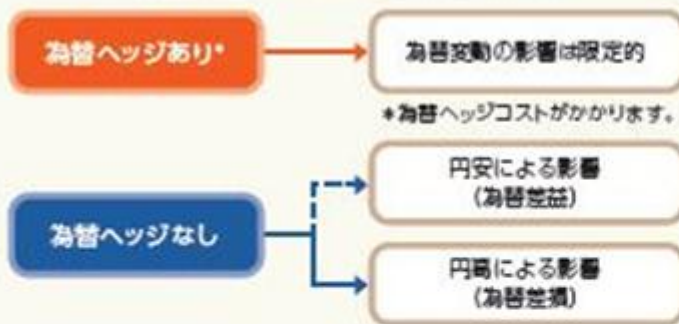 為替ヘッジあり*
為替変動の影響は限定的
*為替ヘッジコストがかかります。
円安による影響
(為替差益)
為替ヘッジなし
円高による影響
(為替差損)